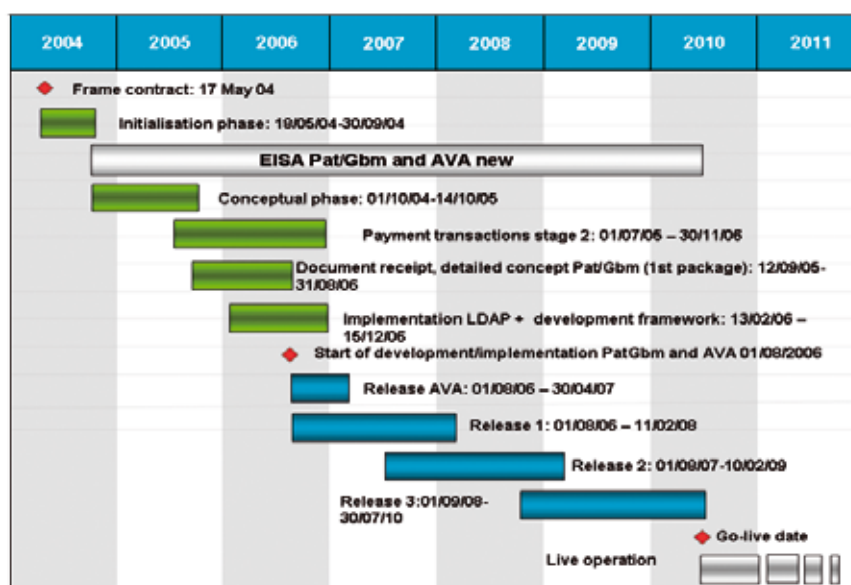 2004 2005 2006 2007 2008 2009 2010 2011
Frame contract: 17 May 04
Initialisation phase: 19/05/04-30/09/04
EISA Pat/Gbm and AVA new
Conceptual phase: 01/10/04-14/10/05
Payment transactions stage 2: 01/07/05 – 30/11/06
Document receipt, detailed concept Pat/Gbm (1st package): 12/09/05-
31/08/06
Implementation LDAP + development framework: 13/02/06 –
15/12/06
Start of development/implementation PatGbm and AVA 01/08/2006
Release AVA: 01/08/06 – 30/04/07
Release 1: 01/08/06 – 11/02/08
Release 2: 01/08/07-10/02/09
Release 3:01/09/08-
30/07/10
Go-live date
Live operation